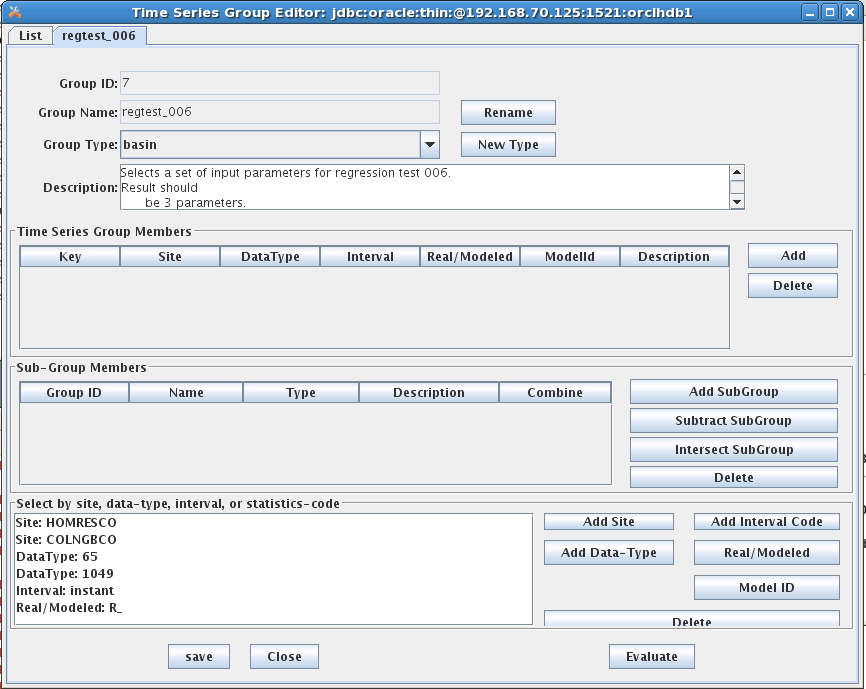 Time Series Group Editor: jdbc:oracle:thin:@192.168.70.125:1521:orclhdb1
List regtest_006
Group ID: 7
Group Name: regtest_006 Rename
Group Type: basin New Type
Description: Selects a set of input parameters for regression test 006.
Result should
be 3 parameters.
Time Series Group Members
Key Site DataType Interval Real/Modeled ModelId Description Add
Delete
Sub-Group Members
Group ID Name Type Description Combine Add SubGroup
Subtract SubGroup
Intersect SubGroup
Delete
Select by site, data-type, interval, or statistics-code
Site: HOMRESCO
Site: COLNGBCO
DataType: 65
DataType: 1049
Interval: instant
Real/Modeled: R_
Add Site Add Interval Code
Add Data-Type Real/Modeled
Model ID
Delete
save Close Evaluate